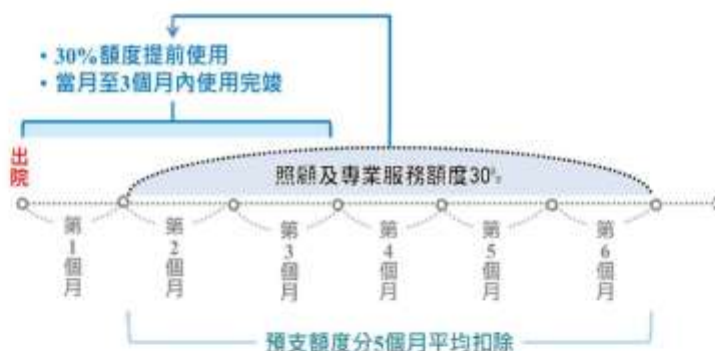 • 30%額度提前使用
• 當月至3個月內使用完竣
出院
照顧及專業服務額度30%
第1個月
第2個月
第3個月
第4個月
第5個月
第6個月
預支額度分5個月平均扣除